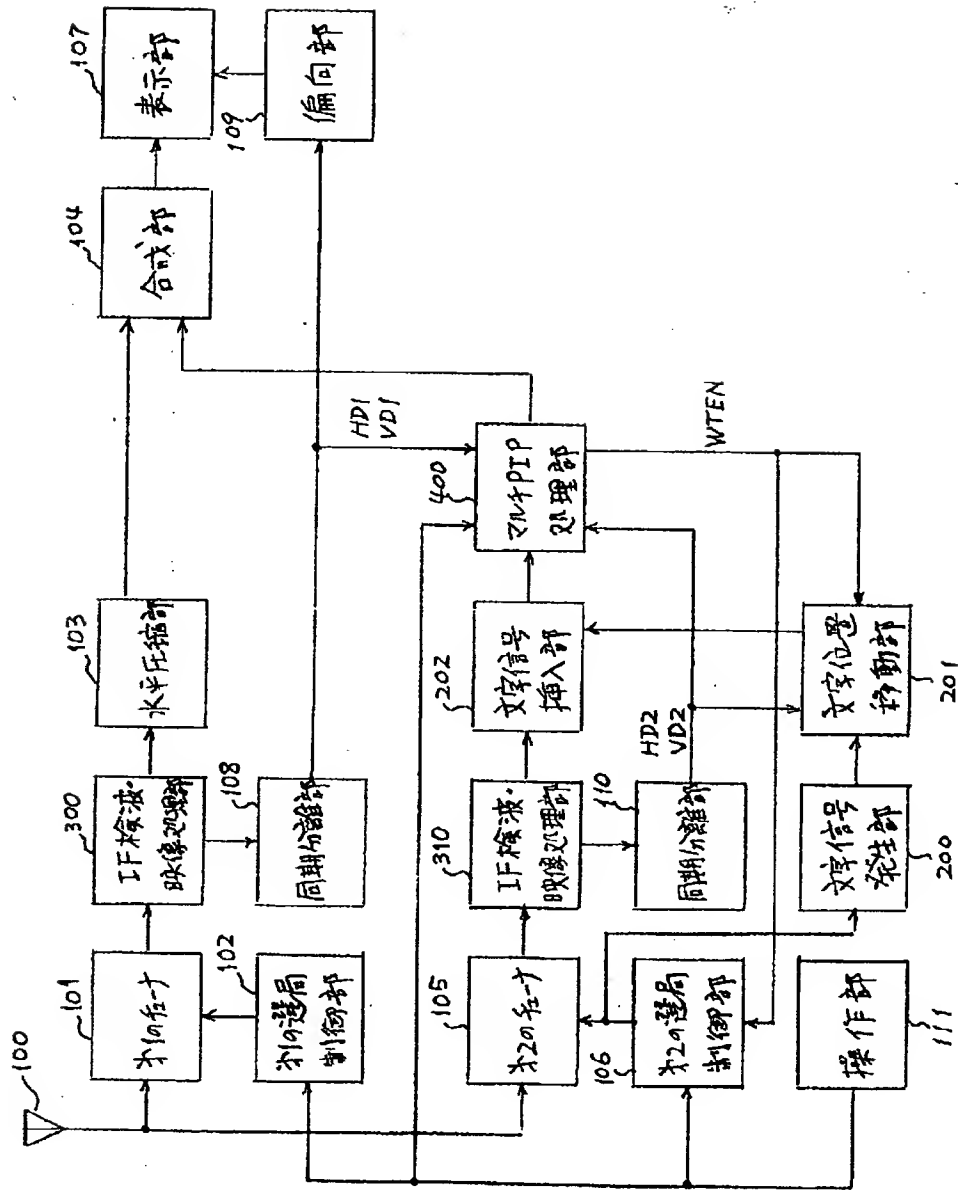 100
101
第1のチューナ
102
第1の選局
制御部
300
IF検波・
映像処理部
108
同期分離部
103
水平圧縮部
104
合成部
107
表示部
109
偏向部
HD1
VD1
105
第2のチューナ
106
第2の選局
制御部
310
IF検波・
映像処理部
110
同期分離部
HD2
VD2
202
文字信号
挿入部
400
マルチPIP
処理部
WTEN
111
操作部
200
文字信号
発生部
201
文字位置
移動部